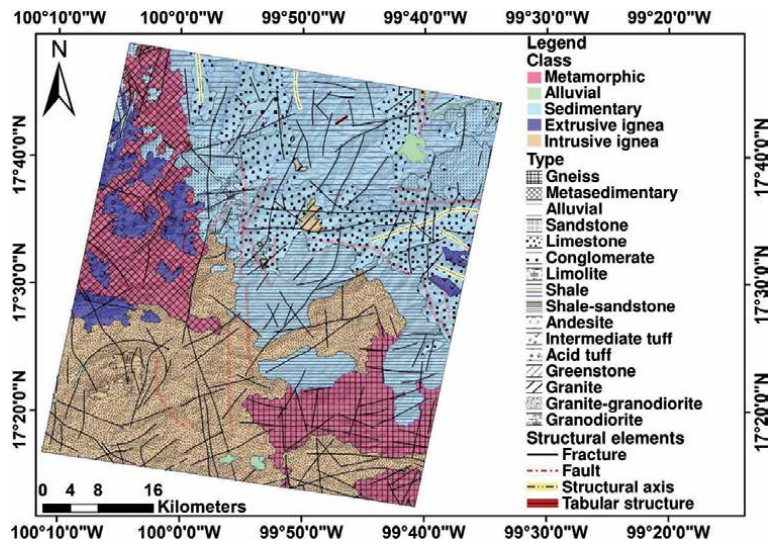 100°10'0"W 100°0'0"W 99°50'0"W 99°40'0"W 99°30'0"W 99°20'0"W
N
17°40'0"N
17°30'0"N
17°20'0"N
Legend
Class
Metamorphic
Alluvial
Sedimentary
Extrusive ignea
Intrusive ignea
Type
Gneiss
Metasedimentary
Alluvial
Sandstone
Limestone
Conglomerate
Limolite
Shale
Shale-sandstone
Andesite
Intermediate tuff
Acid tuff
Greenstone
Granite
Granite-granodiorite
Granodiorite
Structural elements
Fracture
Fault
Structural axis
Tabular structure
17°40'0"N
17°30'0"N
17°20'0"N
0 4 8 16
Kilometers
100°10'0"W 100°0'0"W 99°50'0"W 99°40'0"W 99°30'0"W 99°20'0"W